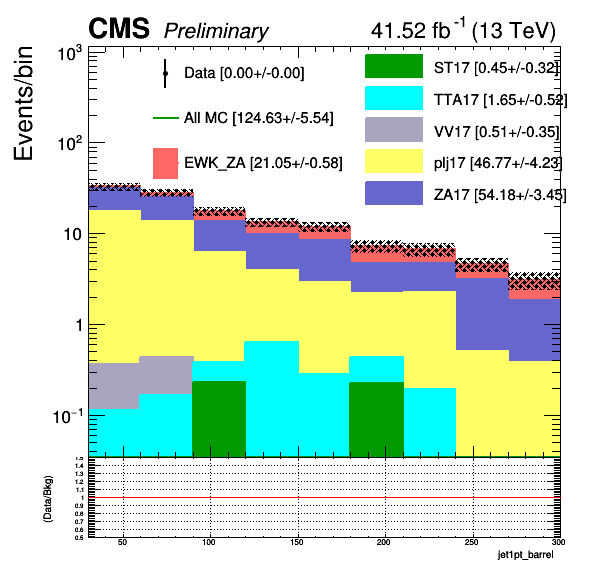 CMS Preliminary 41.52 fb⁻¹ (13 TeV)
Events/bin
10³
10²
10
1
10⁻¹
Data [0.00+/-0.00]
All MC [124.63+/-5.54]
EWK_ZA [21.05+/-0.58]
ST17 [0.45+/-0.32]
TTA17 [1.65+/-0.52]
VV17 [0.51+/-0.35]
plj17 [46.77+/-4.23]
ZA17 [54.18+/-3.45]
(Data/Bkg)
1.5
1.4
1.3
1.2
1.1
1
0.9
0.8
0.7
0.6
0.5
50 100 150 200 250 300
jet1pt_barrel